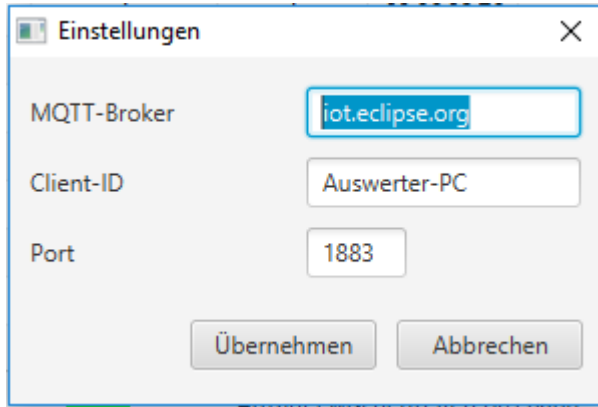 Einstellungen
MQTT-Broker iot.eclipse.org
Client-ID Auswerter-PC
Port 1883
Übernehmen Abbrechen